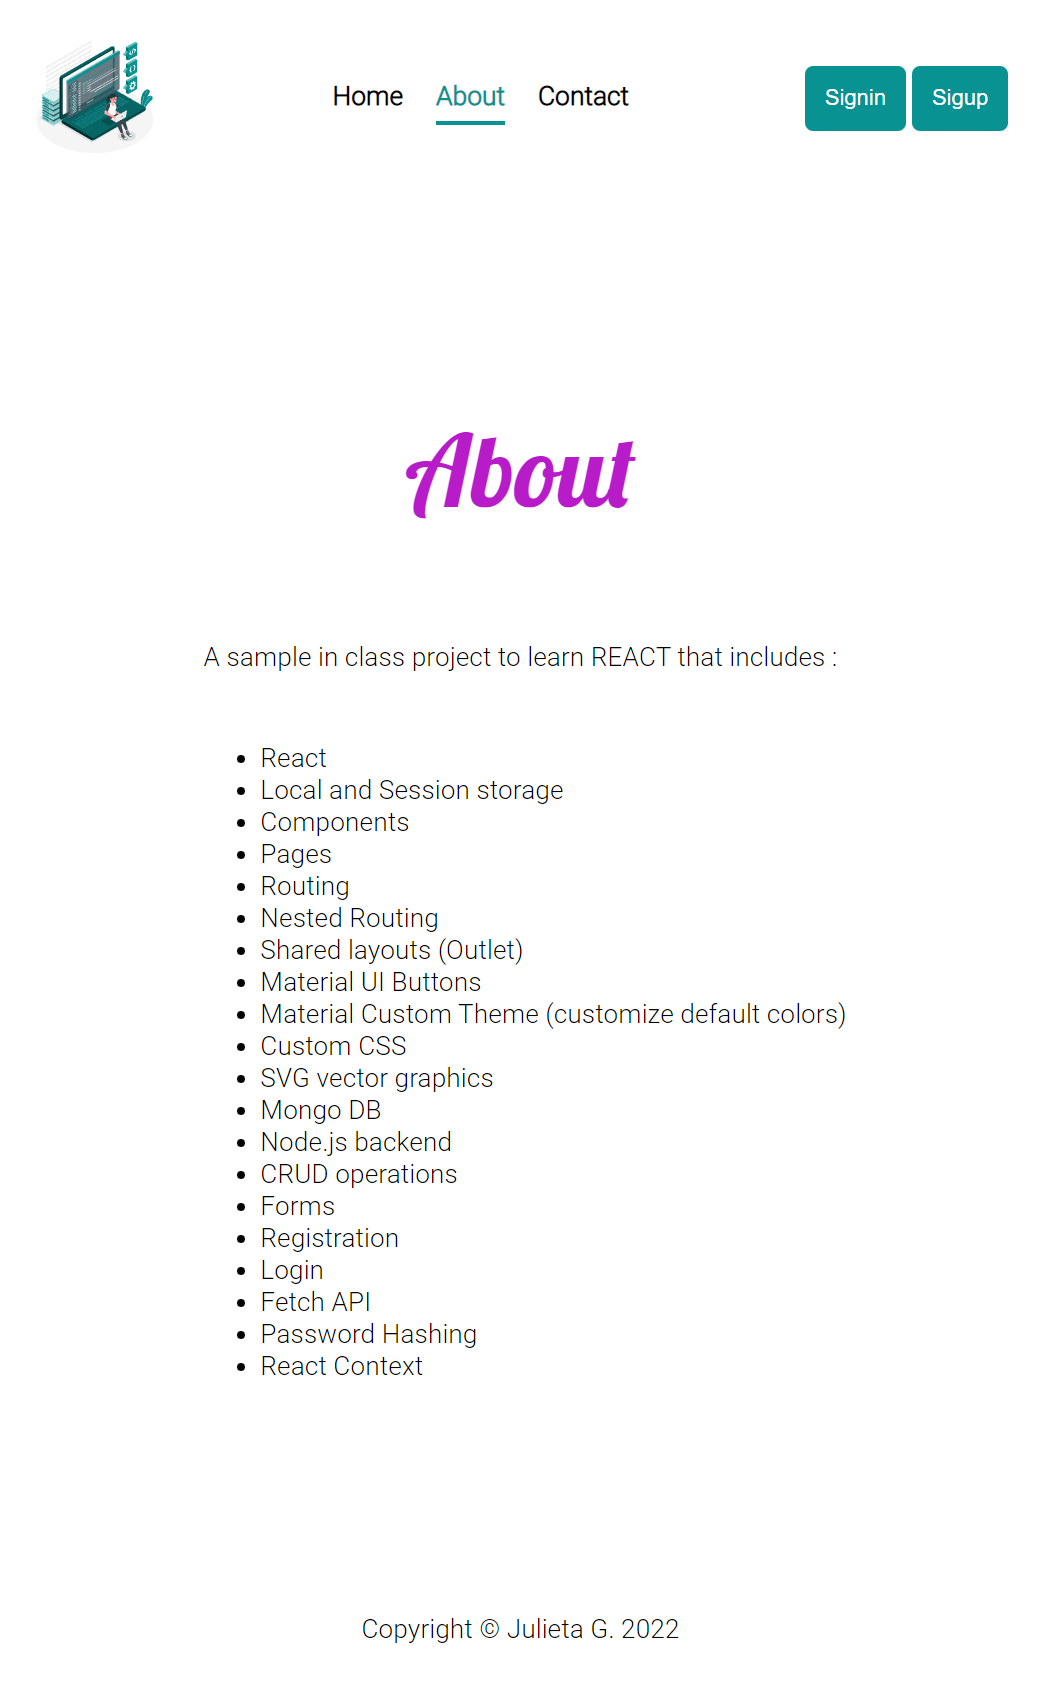 Home About Contact Signin Sigup
About
A sample in class project to learn REACT that includes :
• React
• Local and Session storage
• Components
• Pages
• Routing
• Nested Routing
• Shared layouts (Outlet)
• Material UI Buttons
• Material Custom Theme (customize default colors)
• Custom CSS
• SVG vector graphics
• Mongo DB
• Node.js backend
• CRUD operations
• Forms
• Registration
• Login
• Fetch API
• Password Hashing
• React Context
Copyright © Julieta G. 2022